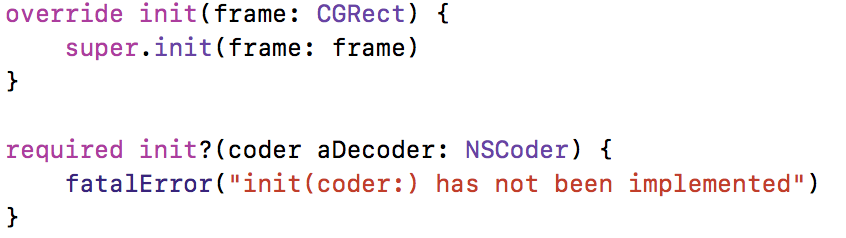 override init(frame: CGRect) {
    super.init(frame: frame)
}

required init?(coder aDecoder: NSCoder) {
    fatalError("init(coder:) has not been implemented")
}